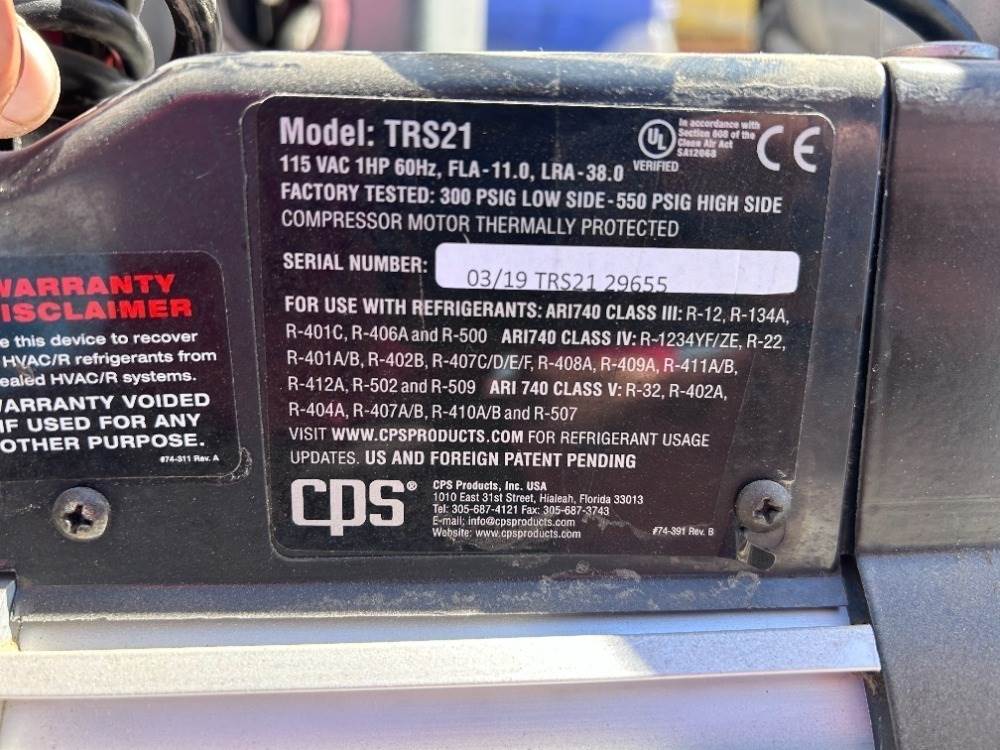 Model: TRS21
115 VAC 1HP 60Hz, FLA-11.0, LRA-38.0
FACTORY TESTED: 300 PSIG LOW SIDE-550 PSIG HIGH SIDE
COMPRESSOR MOTOR THERMALLY PROTECTED
UL
VERIFIED
In accordance with
Section 608 of the
Clean Air Act
SA12068
CE
SERIAL NUMBER: 03/19 TRS21 29655
FOR USE WITH REFRIGERANTS: ARI740 CLASS III: R-12, R-134A,
R-401C, R-406A and R-500 ARI740 CLASS IV: R-1234YF/ZE, R-22,
R-401A/B, R-402B, R-407C/D/E/F, R-408A, R-409A, R-411A/B,
R-412A, R-502 and R-509 ARI 740 CLASS V: R-32, R-402A,
R-404A, R-407A/B, R-410A/B and R-507
VISIT WWW.CPSPRODUCTS.COM FOR REFRIGERANT USAGE
UPDATES. US AND FOREIGN PATENT PENDING
cps®
CPS Products, Inc. USA
1010 East 31st Street, Hialeah, Florida 33013
Tel: 305-687-4121 Fax: 305-687-3743
E-mail: info@cpsproducts.com
Website: www.cpsproducts.com
#74-391 Rev. B
WARRANTY
DISCLAIMER
this device to recover
HVAC/R refrigerants from
sealed HVAC/R systems.
WARRANTY VOIDED
IF USED FOR ANY
OTHER PURPOSE.
#74-311 Rev. A